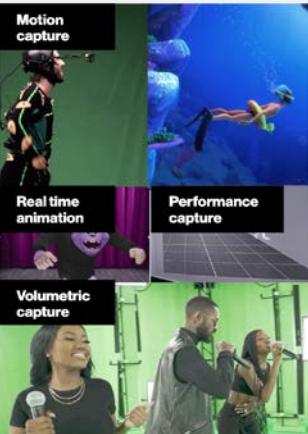 Motion
capture
Real time
animation
Performance
capture
Volumetric
capture